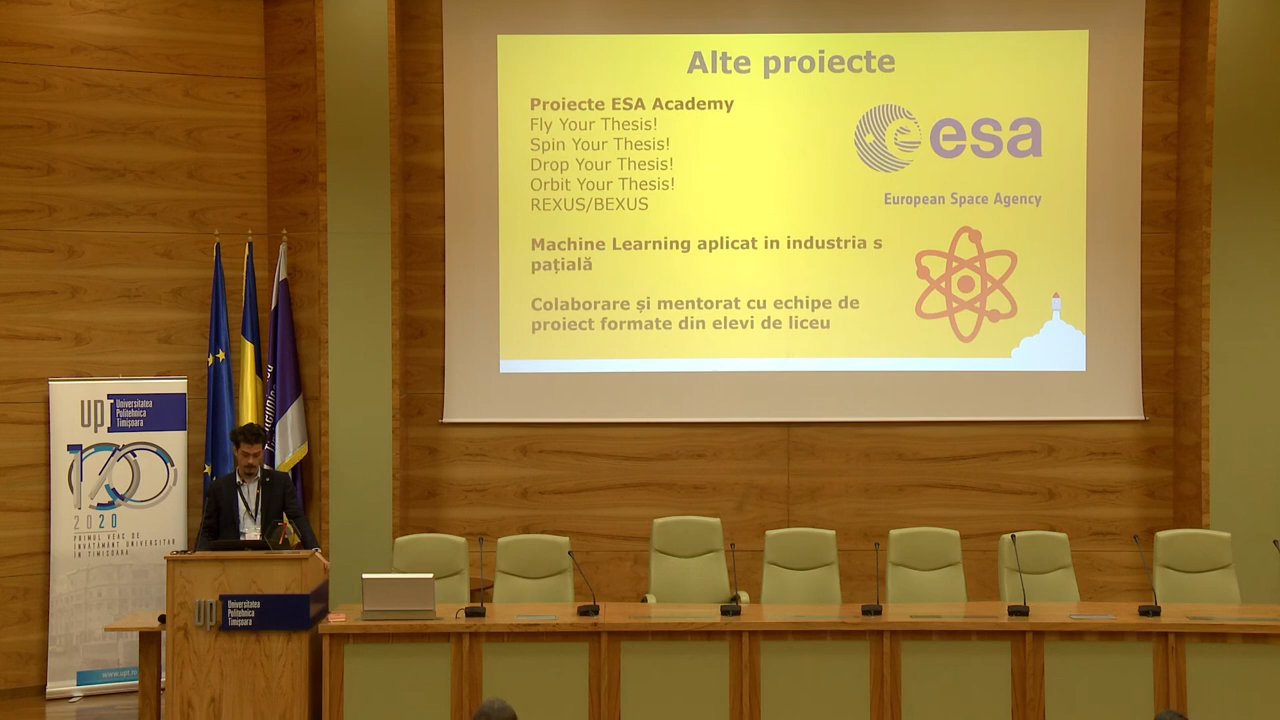 Alte proiecte
Proiecte ESA Academy
Fly Your Thesis!
Spin Your Thesis!
Drop Your Thesis!
Orbit Your Thesis!
REXUS/BEXUS
Machine Learning aplicat in industria s
pațială
Colaborare și mentorat cu echipe de
proiect formate din elevi de liceu
esa
European Space Agency
upt
Universitatea
Politehnica
Timișoara
100
2020
PRIMUL VEAC DE
ÎNVĂȚĂMÂNT UNIVERSITAR
ÎN TIMIȘOARA
www.upt.ro
upt
Universitatea
Politehnica
Timișoara